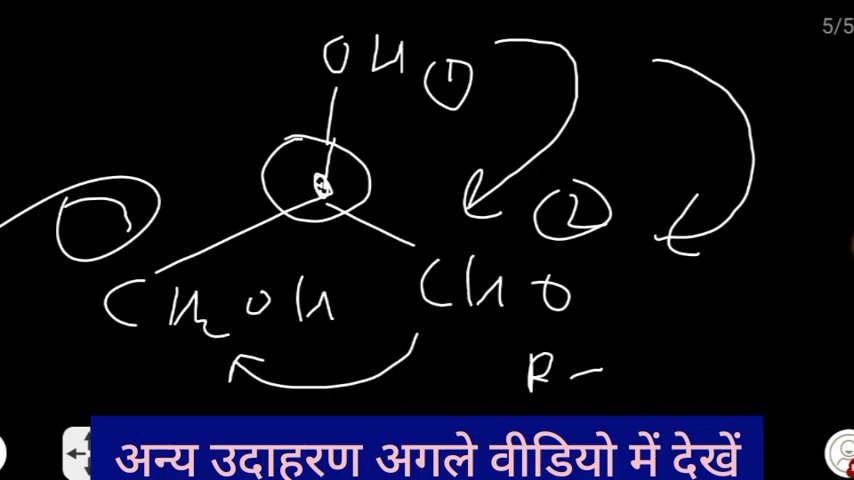 5/5
OH ①
②
CH₂OH CHO
R –
अन्य उदाहरण अगले वीडियो में देखें